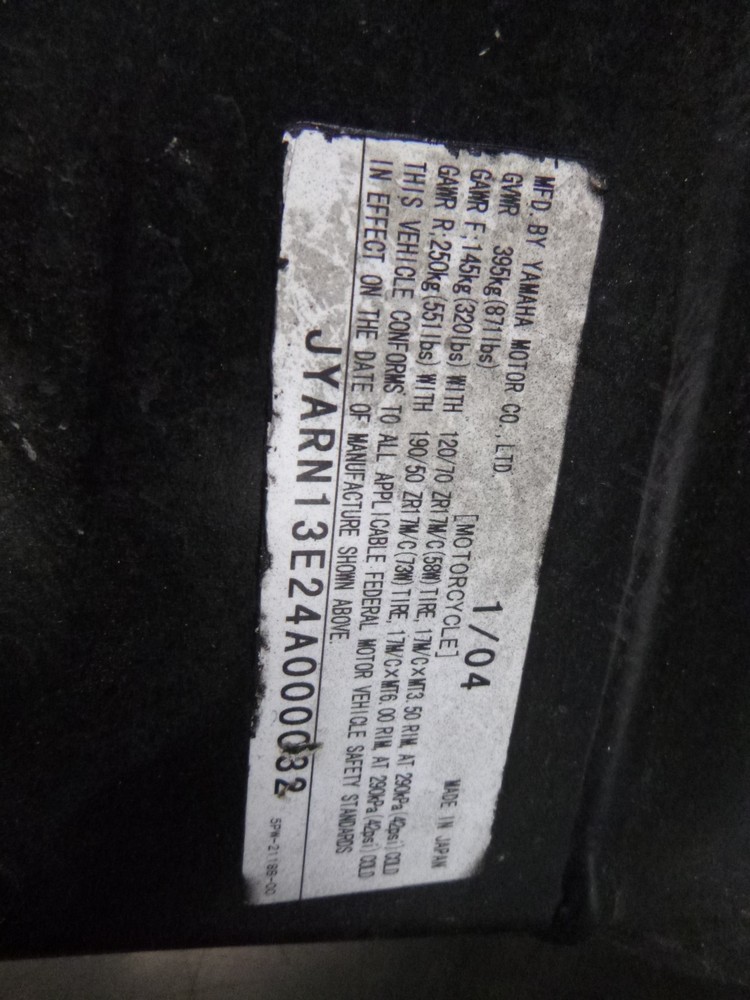 MFD. BY YAMAHA MOTOR CO., LTD. 1/04
GVWR 395kg(871lbs) [MOTORCYCLE] MADE IN JAPAN
GAWR F:145kg(320lbs) WITH 120/70 ZR17M/C(58W)TIRE, 17M/CXMT3.50 RIM, AT 290kPa(42psi)COLD
GAWR R:250kg(551lbs) WITH 190/50 ZR17M/C(73W)TIRE, 17M/CXMT6.00 RIM, AT 290kPa(42psi)COLD
THIS VEHICLE CONFORMS TO ALL APPLICABLE FEDERAL MOTOR VEHICLE SAFETY STANDARDS
IN EFFECT ON THE DATE OF MANUFACTURE SHOWN ABOVE.
JYARN13E24A000032
5PW-21189-00